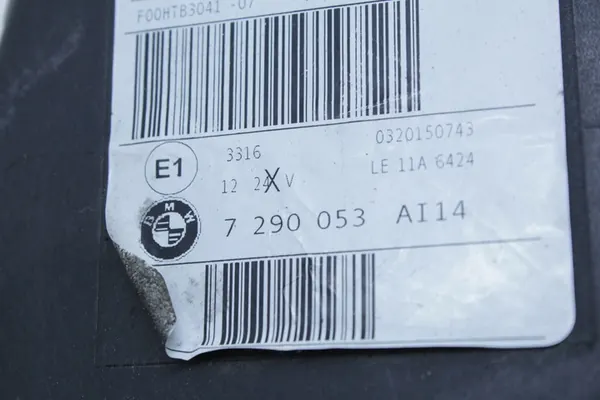 F00HTB3041 -07
0320150743
E1 3316
LE 11A 6424
12 24 V
BMW
7 290 053 AI14